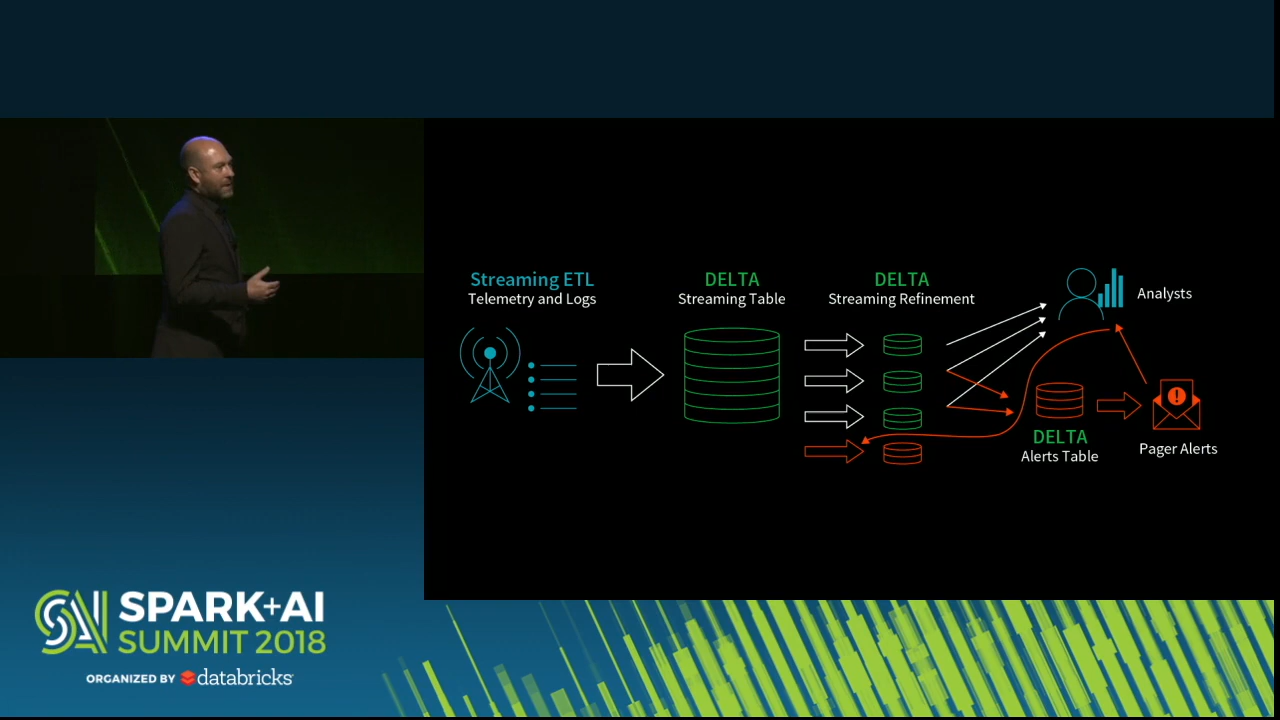 Streaming ETL
Telemetry and Logs
DELTA
Streaming Table
DELTA
Streaming Refinement
Analysts
DELTA
Alerts Table
Pager Alerts
SAI SPARK+AI
SUMMIT 2018
ORGANIZED BY databricks